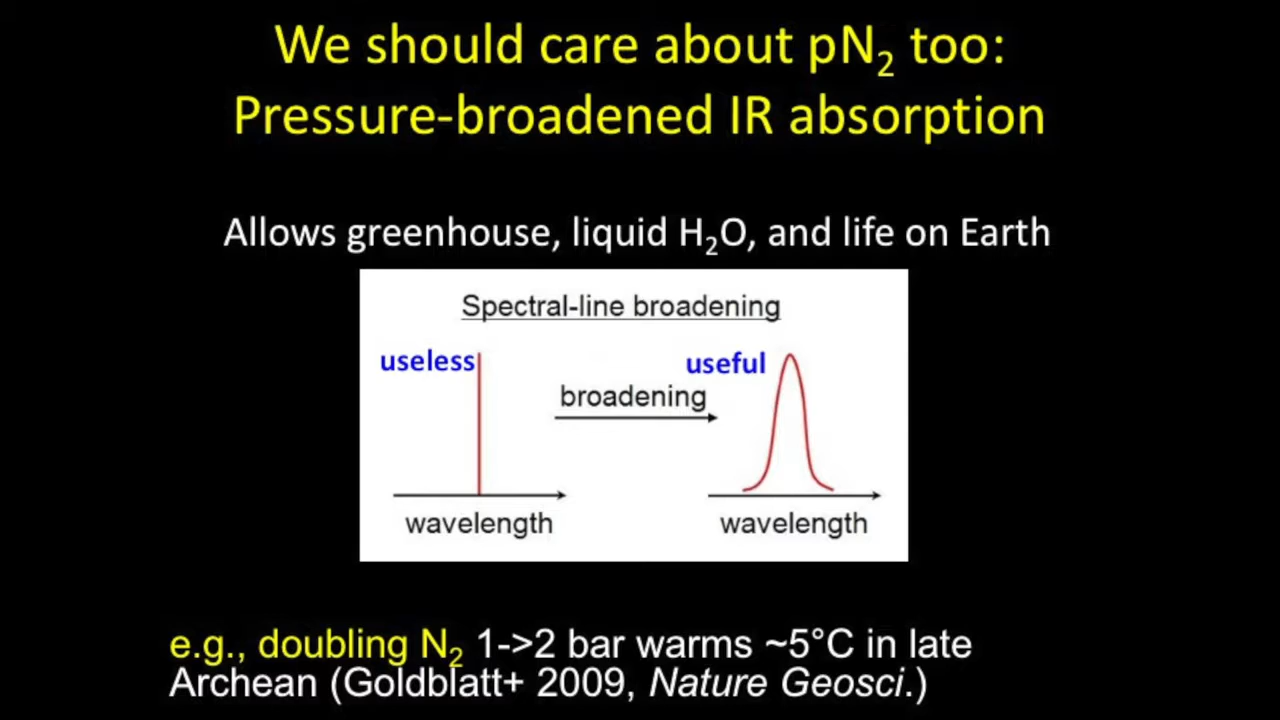 We should care about pN₂ too:
Pressure-broadened IR absorption
Allows greenhouse, liquid H₂O, and life on Earth
Spectral-line broadening
useless
useful
broadening
wavelength
wavelength
e.g., doubling N₂ 1->2 bar warms ~5°C in late
Archean (Goldblatt+ 2009, Nature Geosci.)